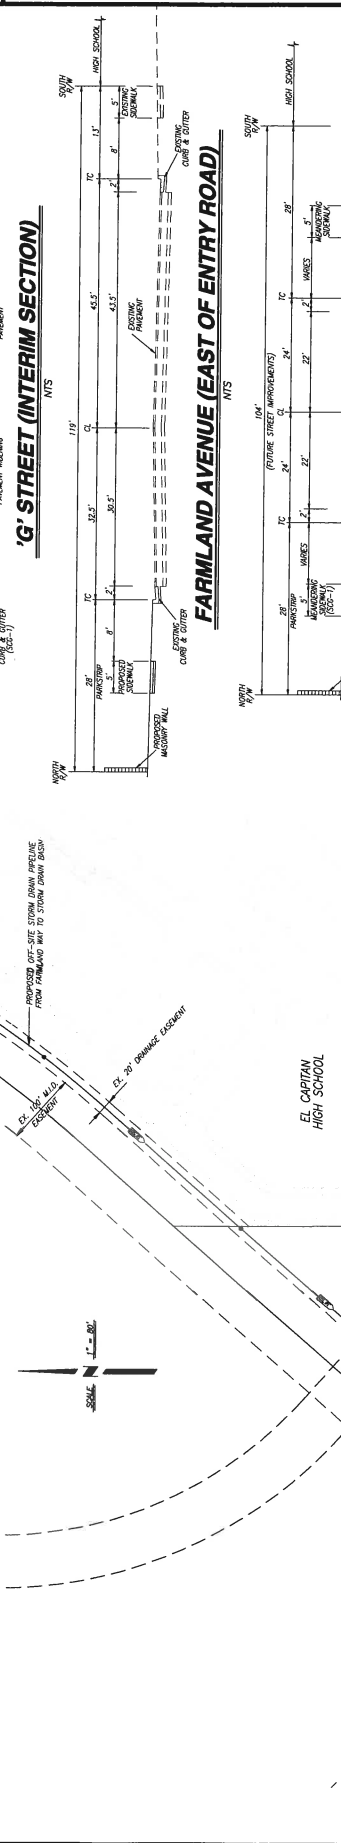 PAVEMENT
PAVEMENT WIDENING
CURB & GUTTER
(SCG-1)
'G' STREET (INTERIM SECTION)
NTS
NORTH
R/W
SOUTH
R/W
119'
28'
PARKSTRIP
32.5'
45.5'
13'
HIGH SCHOOL
TC
CL
TC
5'
PROPOSED
SIDEWALK
8'
2'
30.5'
43.5'
2'
8'
5'
EXISTING
SIDEWALK
PROPOSED
MASONRY WALL
EXISTING
CURB & GUTTER
EXISTING
PAVEMENT
EXISTING
CURB & GUTTER
FARMLAND AVENUE (EAST OF ENTRY ROAD)
NTS
NORTH
R/W
SOUTH
R/W
104'
(FUTURE STREET IMPROVEMENTS)
28'
PARKSTRIP
24'
24'
28'
HIGH SCHOOL
TC
CL
TC
5'
MEANDERING
SIDEWALK
(SCG-1)
VARIES
2'
22'
22'
2'
VARIES
5'
MEANDERING
SIDEWALK
PROPOSED OFF-SITE STORM DRAIN PIPELINE
FROM FARMLAND WAY TO STORM DRAIN BASIN
EX. 100' M.I.D.
EASEMENT
EX. 20' DRAINAGE EASEMENT
EL CAPITAN
HIGH SCHOOL
SCALE 1" = 80'